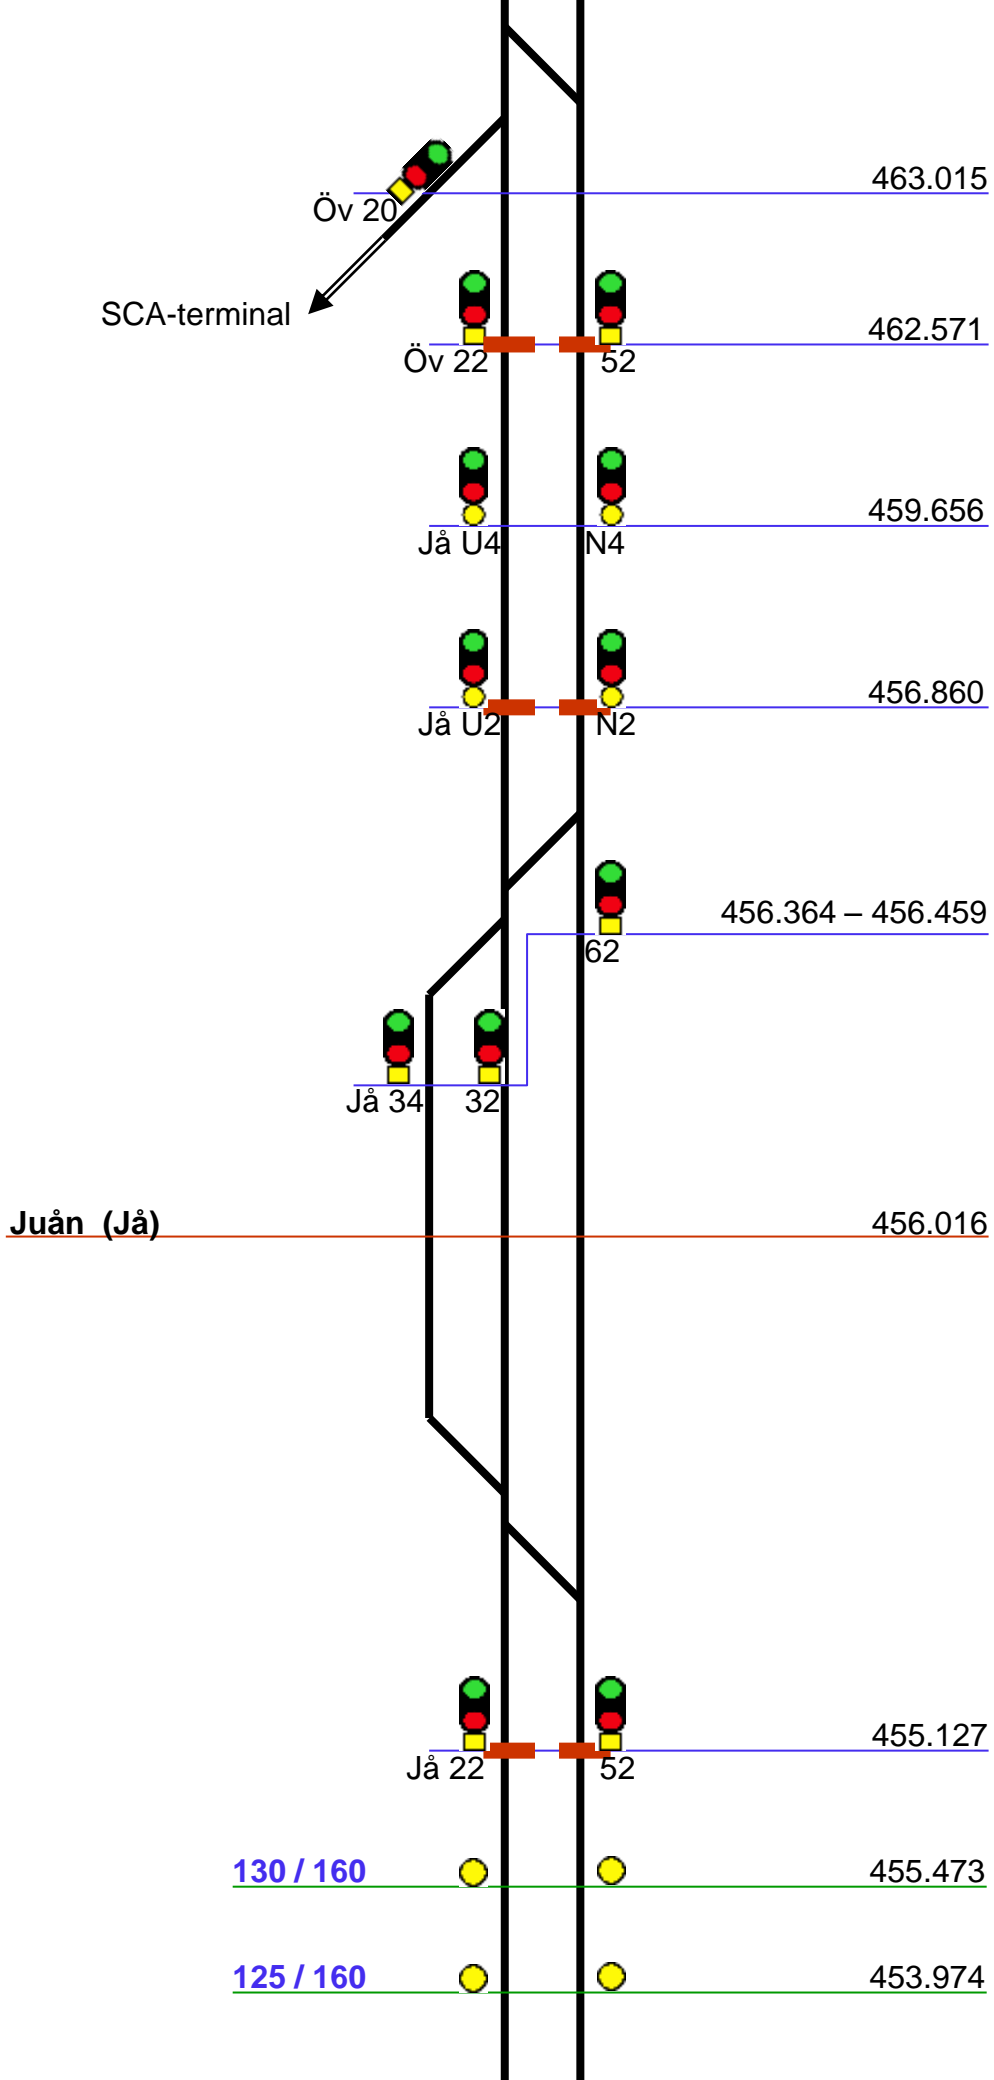 463.015
Öv 20
SCA-terminal
462.571
Öv 22 52
459.656
Jå U4 N4
456.860
Jå U2 N2
456.364 – 456.459
62
Jå 34 32
Juån (Jå) 456.016
455.127
Jå 22 52
130 / 160 455.473
125 / 160 453.974